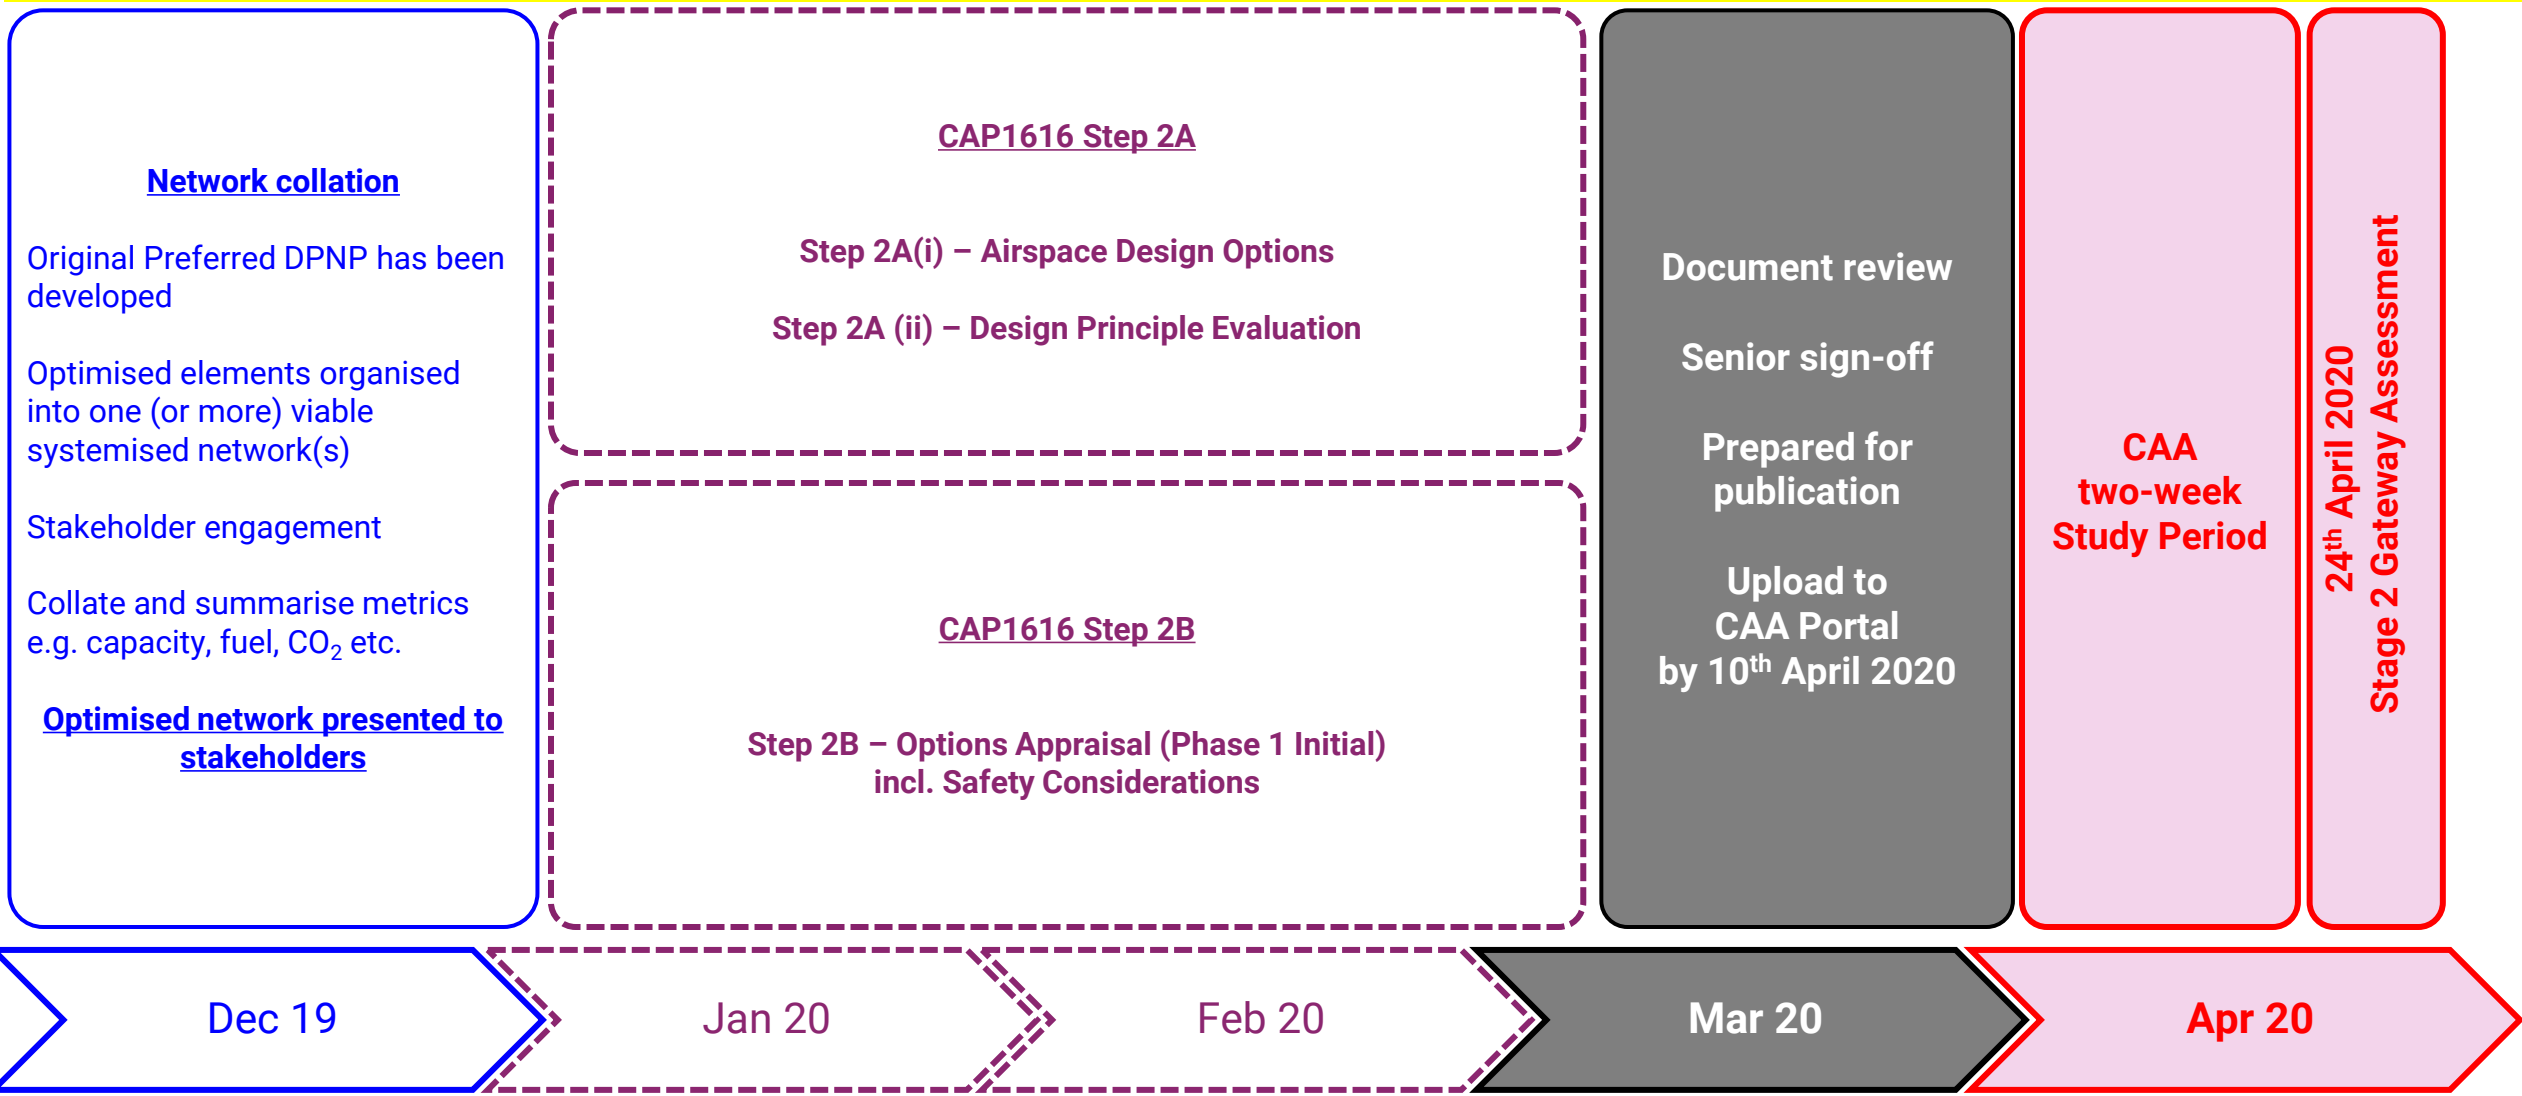 Network collation
Original Preferred DPNP has been
developed
Optimised elements organised
into one (or more) viable
systemised network(s)
Stakeholder engagement
Collate and summarise metrics
e.g. capacity, fuel, CO₂ etc.
Optimised network presented to
stakeholders
CAP1616 Step 2A
Step 2A(i) – Airspace Design Options
Step 2A (ii) – Design Principle Evaluation
CAP1616 Step 2B
Step 2B – Options Appraisal (Phase 1 Initial)
incl. Safety Considerations
Document review
Senior sign-off
Prepared for
publication
Upload to
CAA Portal
by 10th April 2020
CAA
two-week
Study Period
24th April 2020
Stage 2 Gateway Assessment
Dec 19
Jan 20
Feb 20
Mar 20
Apr 20